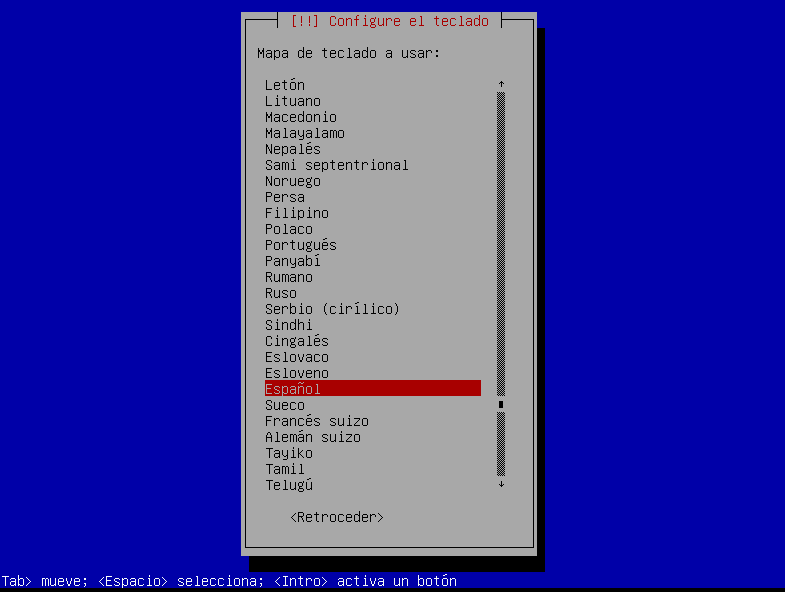 [!!] Configure el teclado
Mapa de teclado a usar:
Letón
Lituano
Macedonio
Malayalamo
Nepalés
Sami septentrional
Noruego
Persa
Filipino
Polaco
Portugués
Panyabí
Rumano
Ruso
Serbio (cirílico)
Sindhi
Cingalés
Eslovaco
Esloveno
Español
Sueco
Francés suizo
Alemán suizo
Tayiko
Tamil
Telugú
<Retroceder>
Tab> mueve; <Espacio> selecciona; <Intro> activa un botón